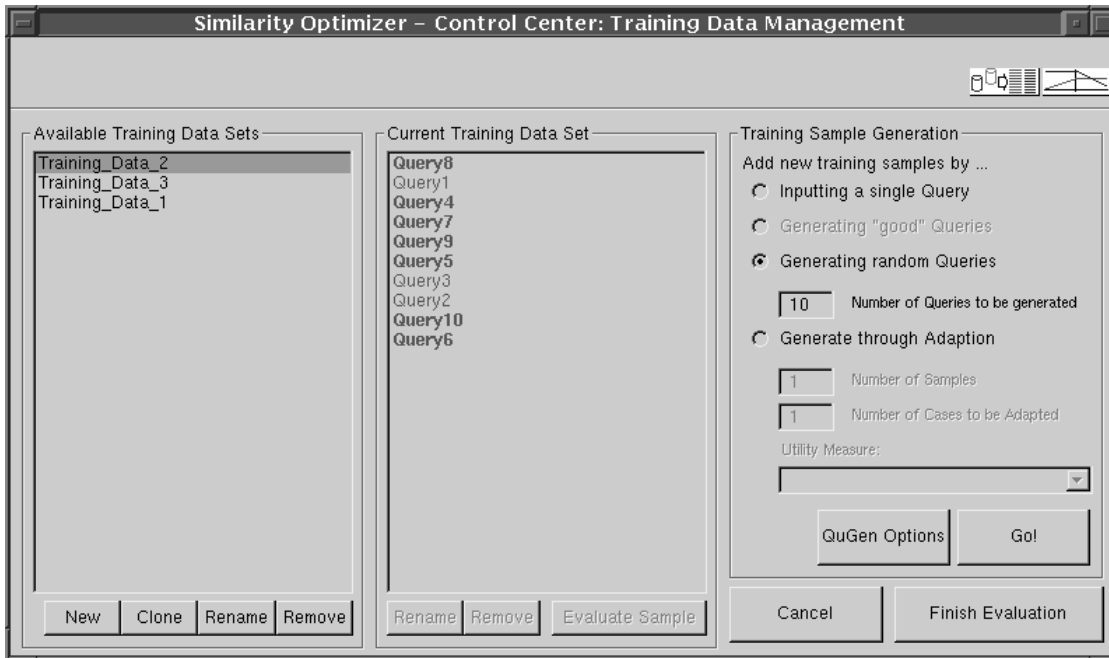 Similarity Optimizer – Control Center: Training Data Management
Available Training Data Sets
Training_Data_2
Training_Data_3
Training_Data_1
New
Clone
Rename
Remove
Current Training Data Set
Query8
Query1
Query4
Query7
Query9
Query5
Query3
Query2
Query10
Query6
Rename
Remove
Evaluate Sample
Training Sample Generation
Add new training samples by ...
Inputting a single Query
Generating "good" Queries
Generating random Queries
10 Number of Queries to be generated
Generate through Adaption
1 Number of Samples
1 Number of Cases to be Adapted
Utility Measure:
QuGen Options
Go!
Cancel
Finish Evaluation